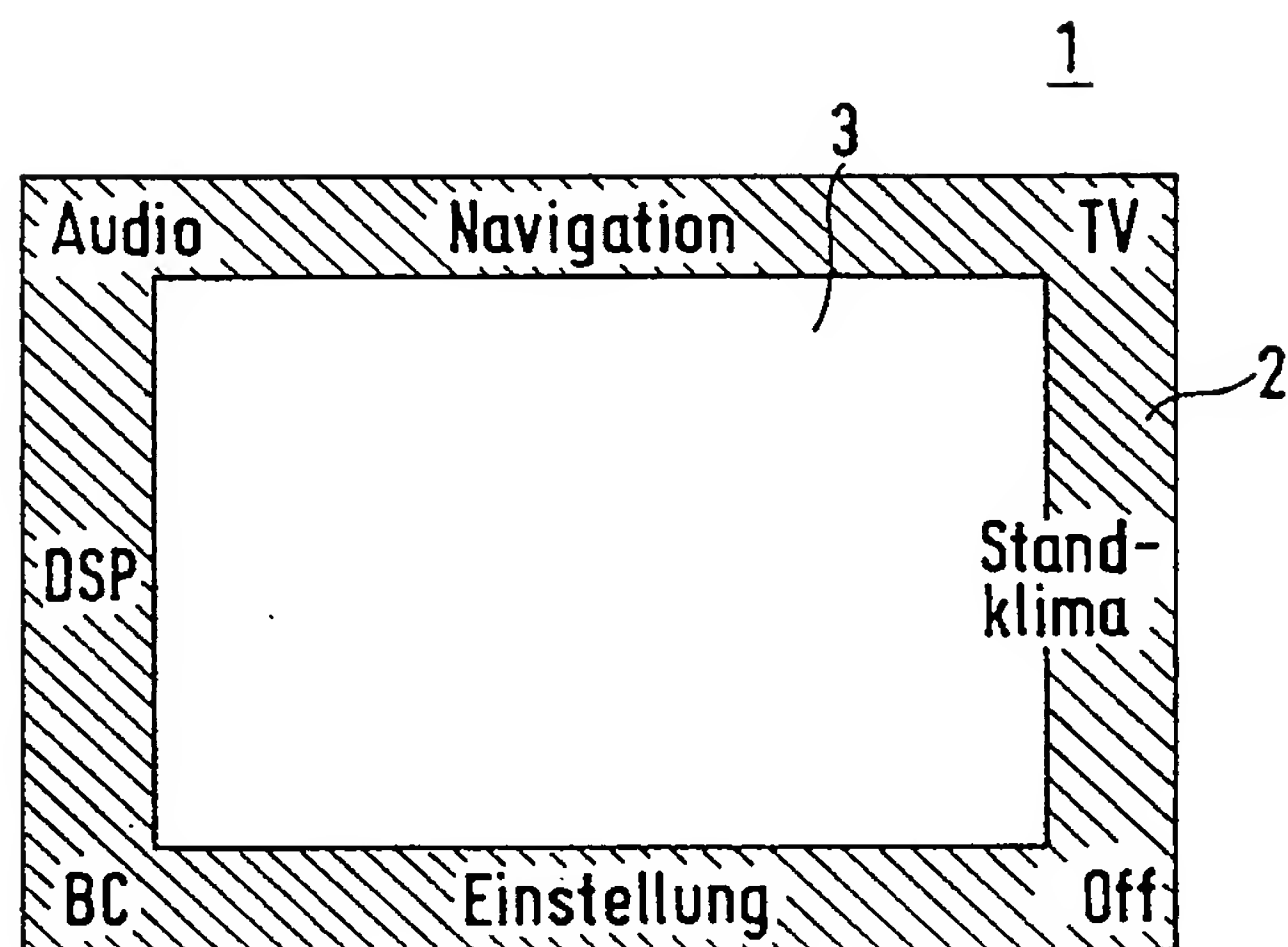 1
3
Audio Navigation TV
2
DSP
Stand-
klima
BC Einstellung Off